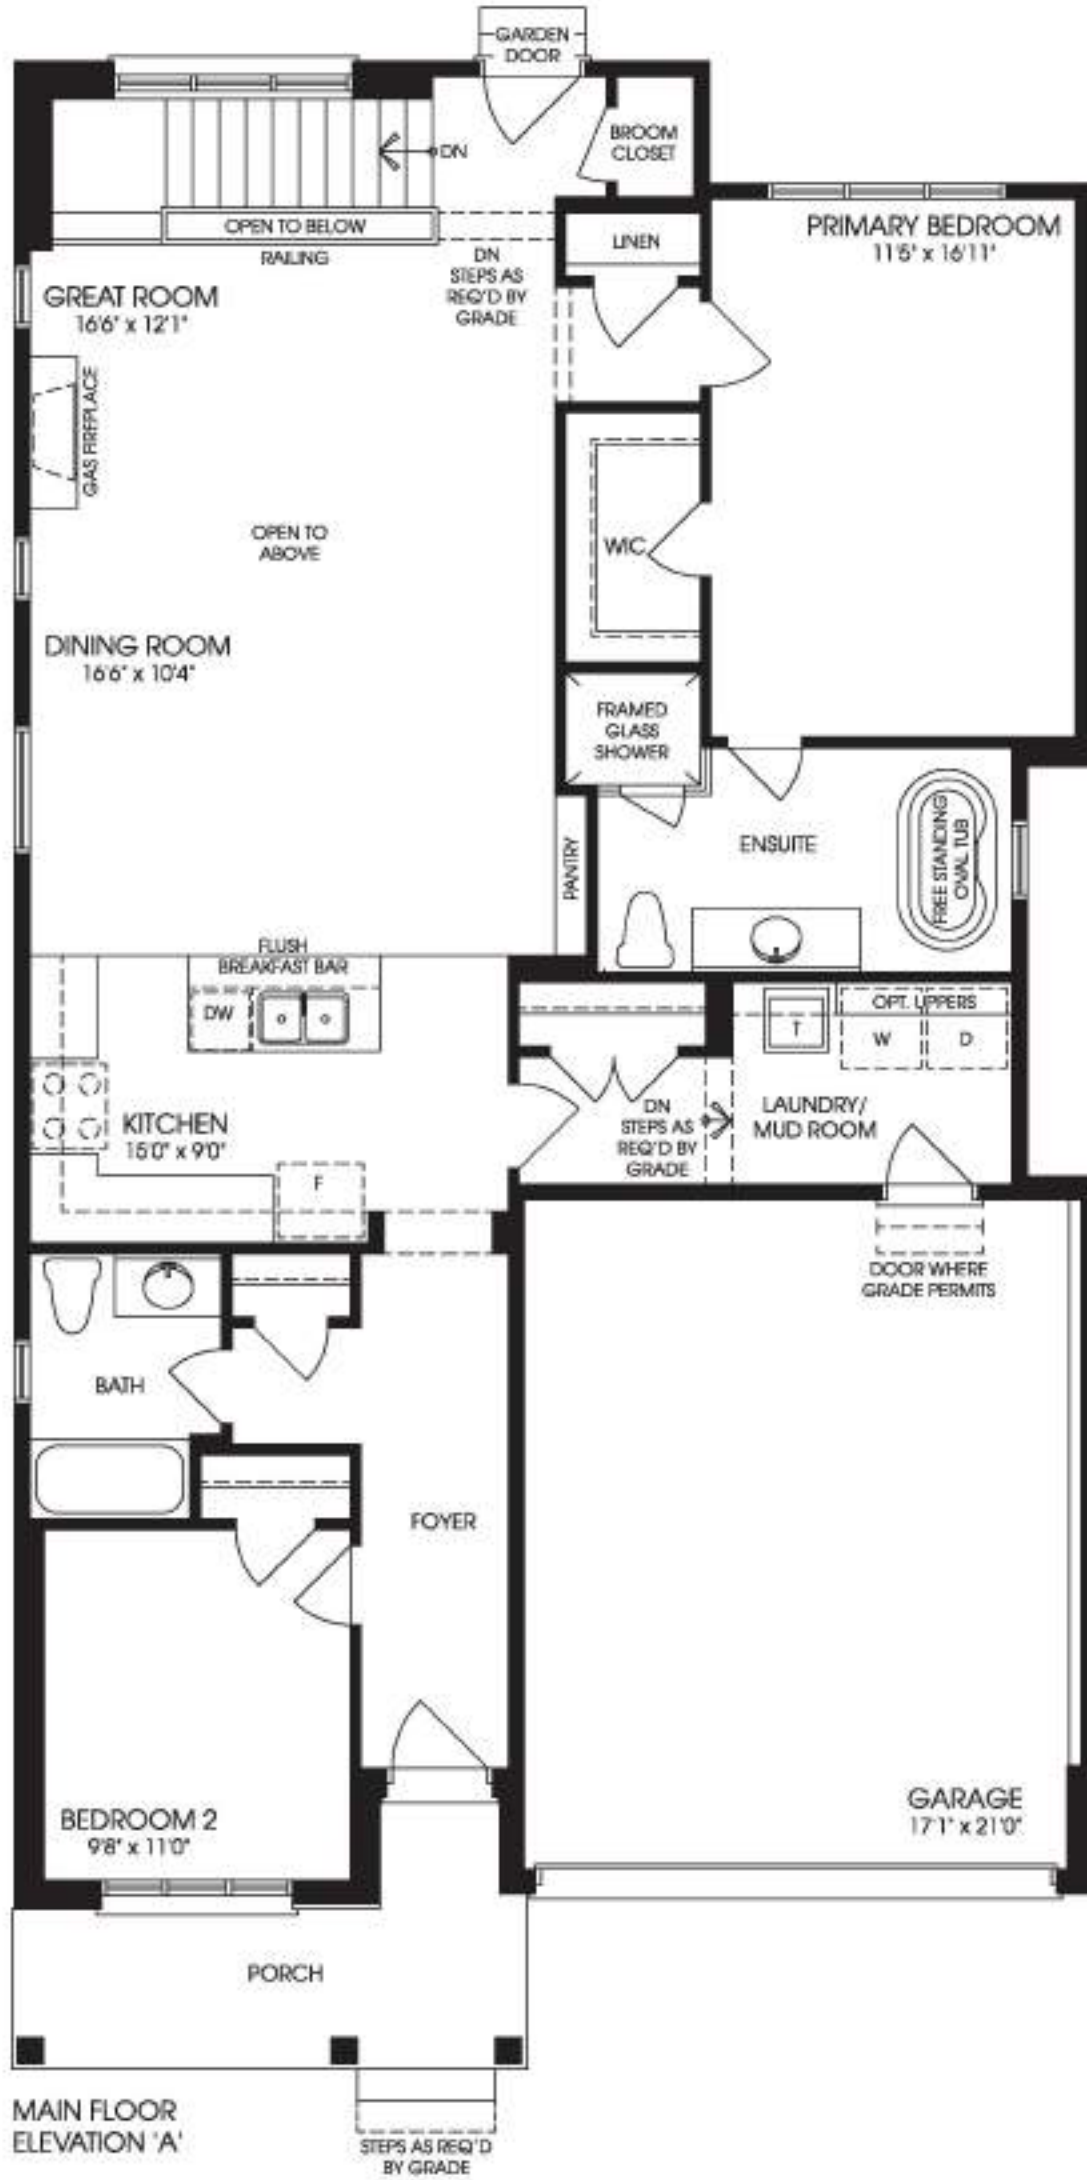 GARDEN
DOOR
BROOM
CLOSET
DN
OPEN TO BELOW
RAILING
LINEN
PRIMARY BEDROOM
11'5" x 16'11"
DN
STEPS AS
REQ'D BY
GRADE
GREAT ROOM
16'6" x 12'1"
GAS FIREPLACE
OPEN TO
ABOVE
WIC
DINING ROOM
16'6" x 10'4"
FRAMED
GLASS
SHOWER
PANTRY
ENSUITE
FREE STANDING
OVAL TUB
FLUSH
BREAKFAST BAR
DW
T
OPT. UPPERS
W
D
KITCHEN
15'0" x 9'0"
F
DN
STEPS AS
REQ'D BY
GRADE
LAUNDRY/
MUD ROOM
DOOR WHERE
GRADE PERMITS
BATH
FOYER
BEDROOM 2
9'8" x 11'0"
GARAGE
17'1" x 21'0"
PORCH
MAIN FLOOR
ELEVATION 'A'
STEPS AS REQ'D
BY GRADE